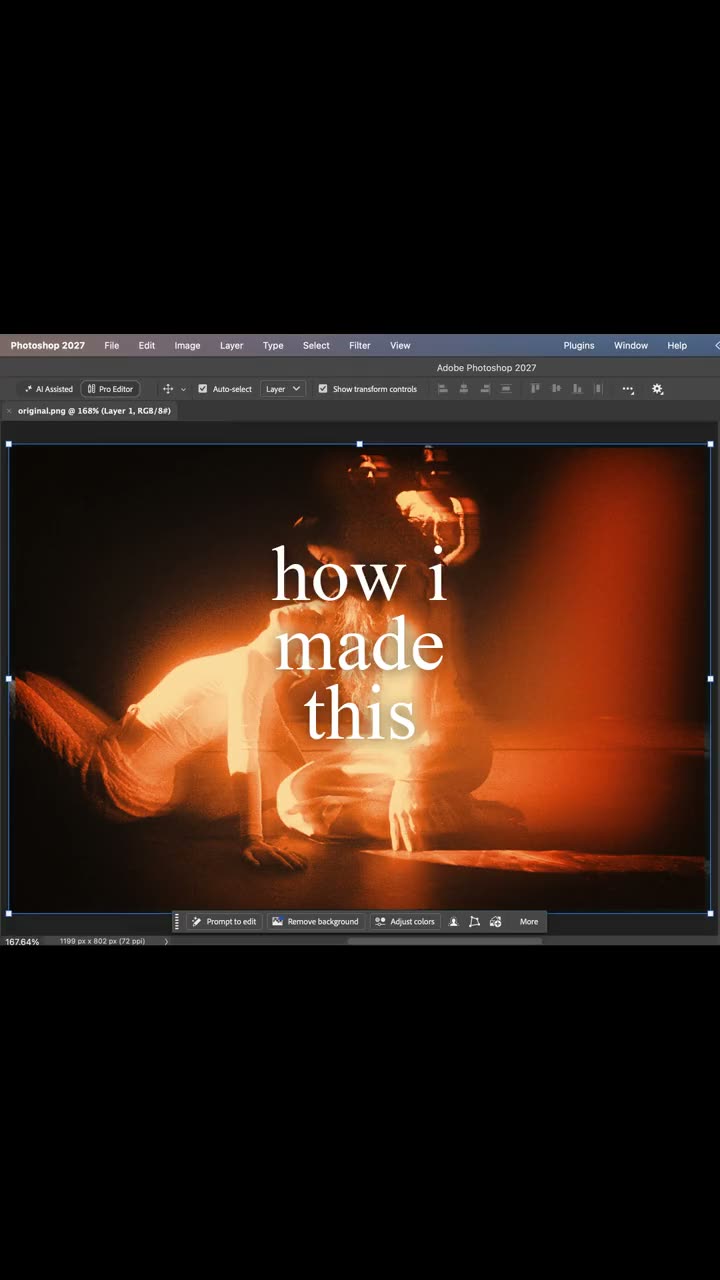 Photoshop 2027 File Edit Image Layer Type Select Filter View Plugins Window Help
Adobe Photoshop 2027
AI Assisted Pro Editor Auto-select Layer Show transform controls
× original.png @ 168% (Layer 1, RGB/8#)
how i
made
this
Prompt to edit Remove background Adjust colors More
167.64% 1199 px x 802 px (72 ppi)